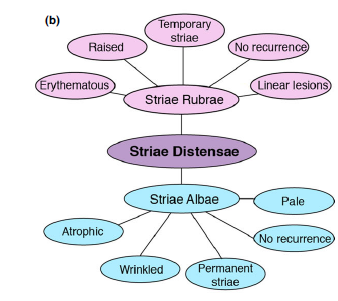 (b)
Temporary
striae
Raised
No recurrence
Erythematous
Linear lesions
Striae Rubrae
Striae Distensae
Striae Albae
Pale
Atrophic
No recurrence
Wrinkled
Permanent
striae